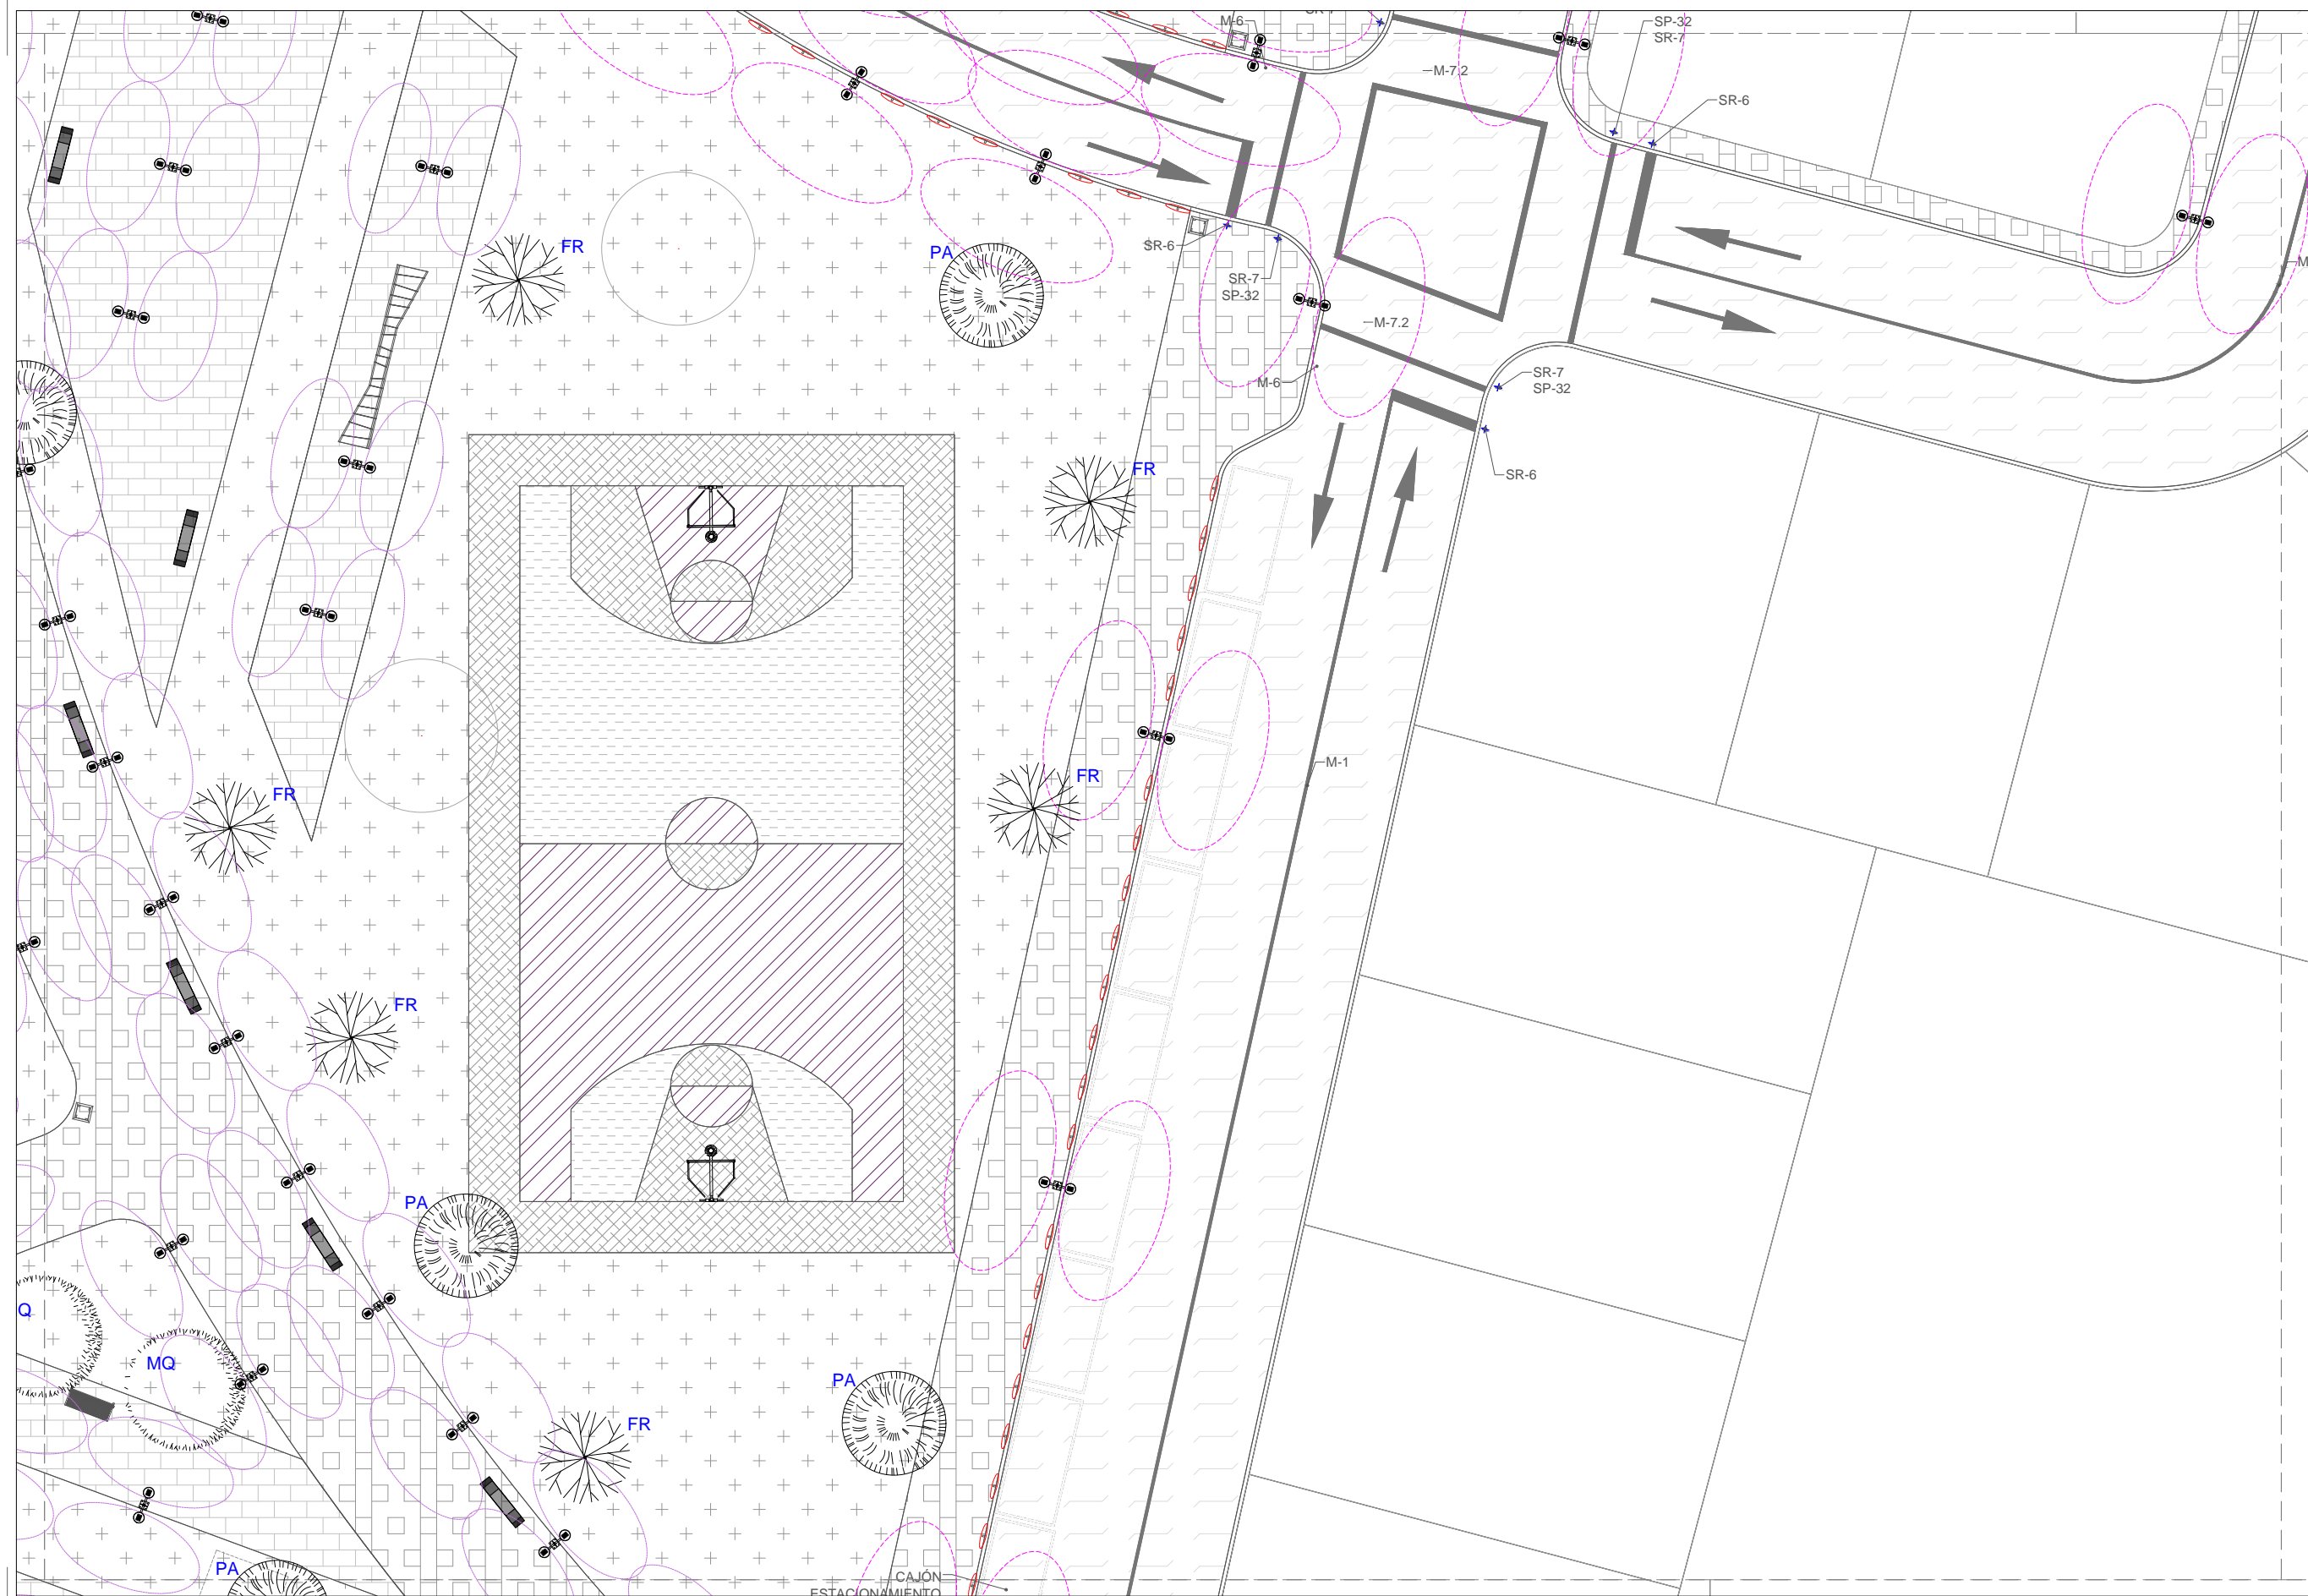 M-6
SP-32
SR-7
M-7.2
SR-6
FR
PA
SR-6
SR-7
SP-32
M-7.2
M-6
SR-7
SP-32
FR
SR-6
M-1
FR
FR
FR
PA
MQ
PA
FR
PA
CAJÓN
ESTACIONAMIENTO